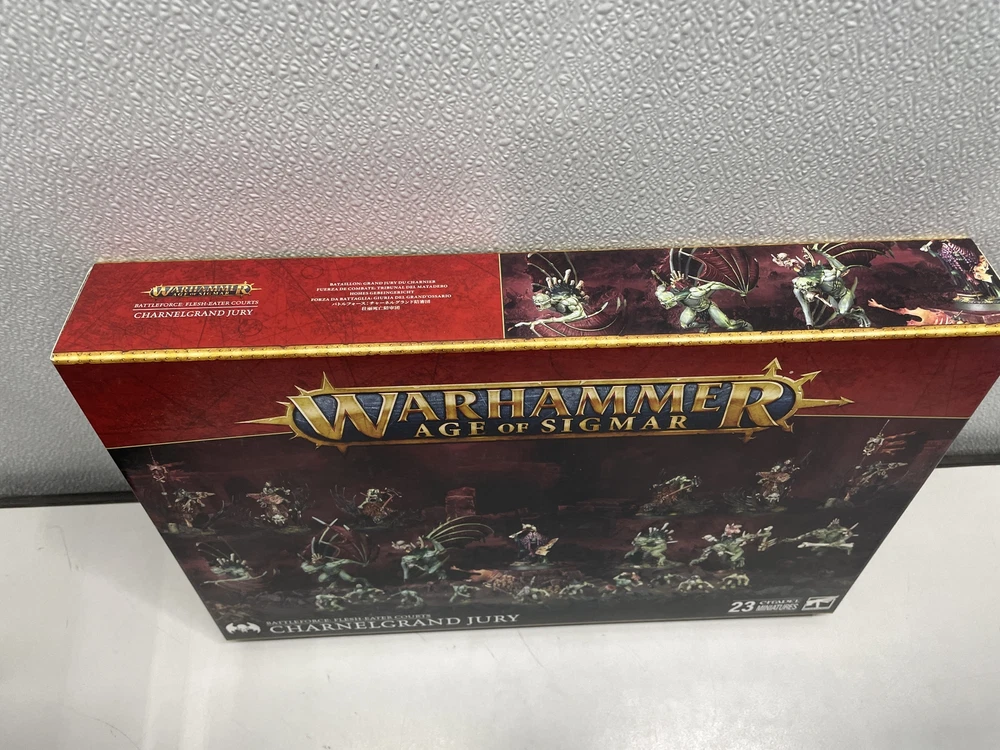 WARHAMMER
AGE OF SIGMAR
BATTLEFORCE: FLESH-EATER COURTS
CHARNELGRAND JURY
BATAILLON: GRAND JURY DU CHARNIER
FUERZA DE COMBATE: TRIBUNAL DEL MATADERO
HOHES GEBEINGERICHT
FORZA DA BATTAGLIA: GIURIA DEL GRAND'OSSARIO
WARHAMMER
AGE OF SIGMAR
BATTLEFORCE: FLESH-EATER COURTS
CHARNELGRAND JURY
23 CITADEL
MINIATURES